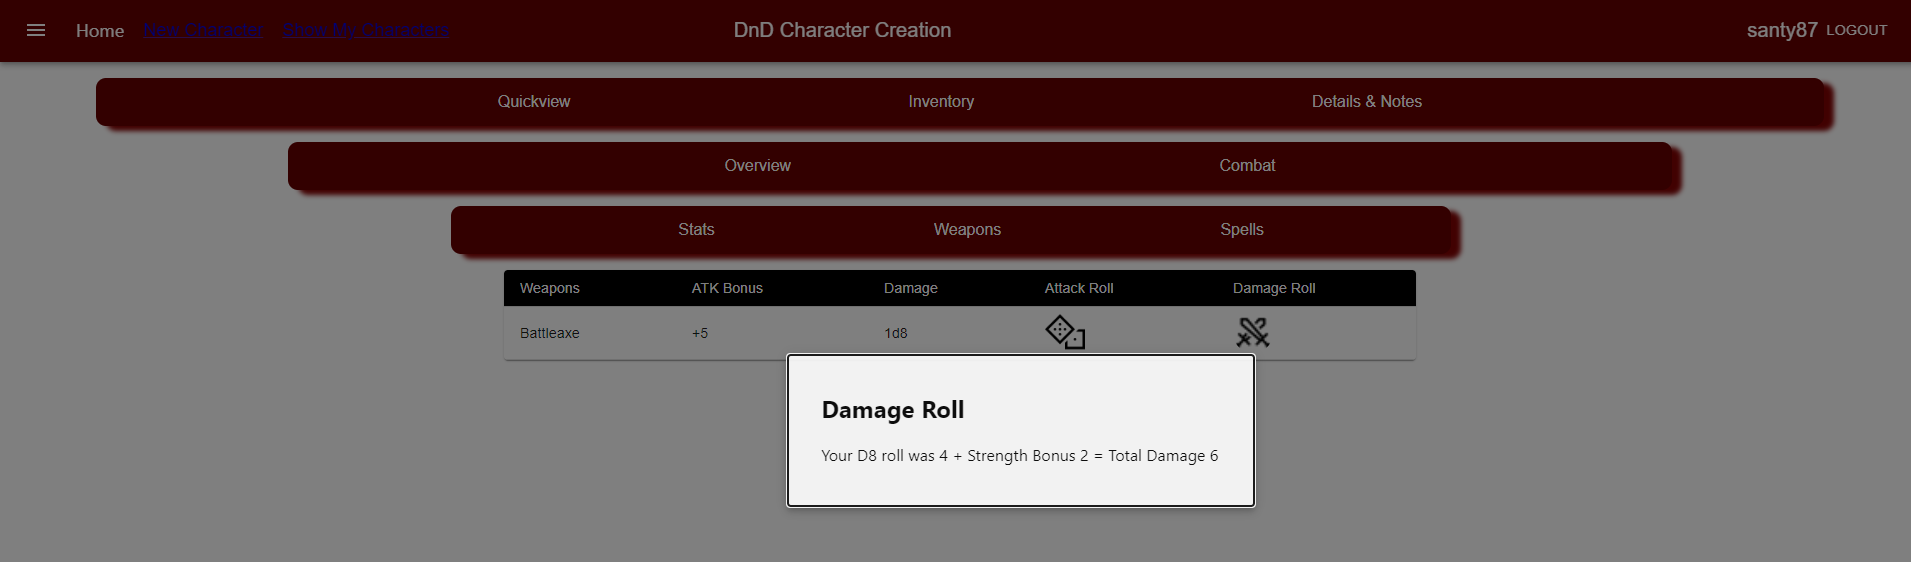 Home New Character Show My Characters DnD Character Creation santy87 LOGOUT
Quickview Inventory Details & Notes
Overview Combat
Stats Weapons Spells
Weapons ATK Bonus Damage Attack Roll Damage Roll
Battleaxe +5 1d8
Damage Roll
Your D8 roll was 4 + Strength Bonus 2 = Total Damage 6